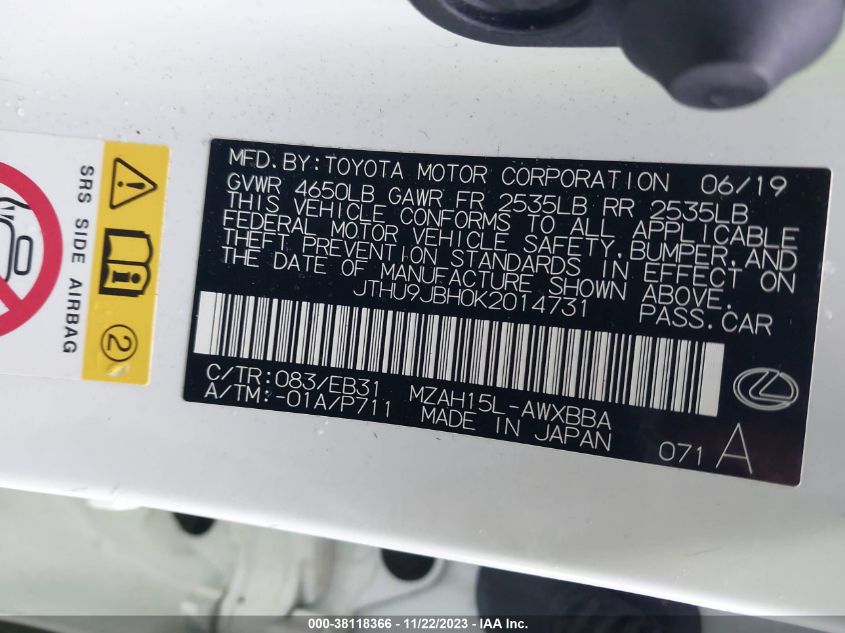 SRS SIDE AIRBAG
2
MFD.BY:TOYOTA MOTOR CORPORATION 06/19
GVWR 4650LB GAWR FR 2535LB RR 2535LB
THIS VEHICLE CONFORMS TO ALL APPLICABLE
FEDERAL MOTOR VEHICLE SAFETY,BUMPER,AND
THEFT PREVENTION STANDARDS IN EFFECT ON
THE DATE OF MANUFACTURE SHOWN ABOVE.
JTHU9JBH0K2014731 PASS.CAR
C/TR:083/EB31 MZAH15L-AWXBBA
A/TM:-01A/P711 MADE IN JAPAN
071 A
000-38118366 - 11/22/2023 - IAA Inc.